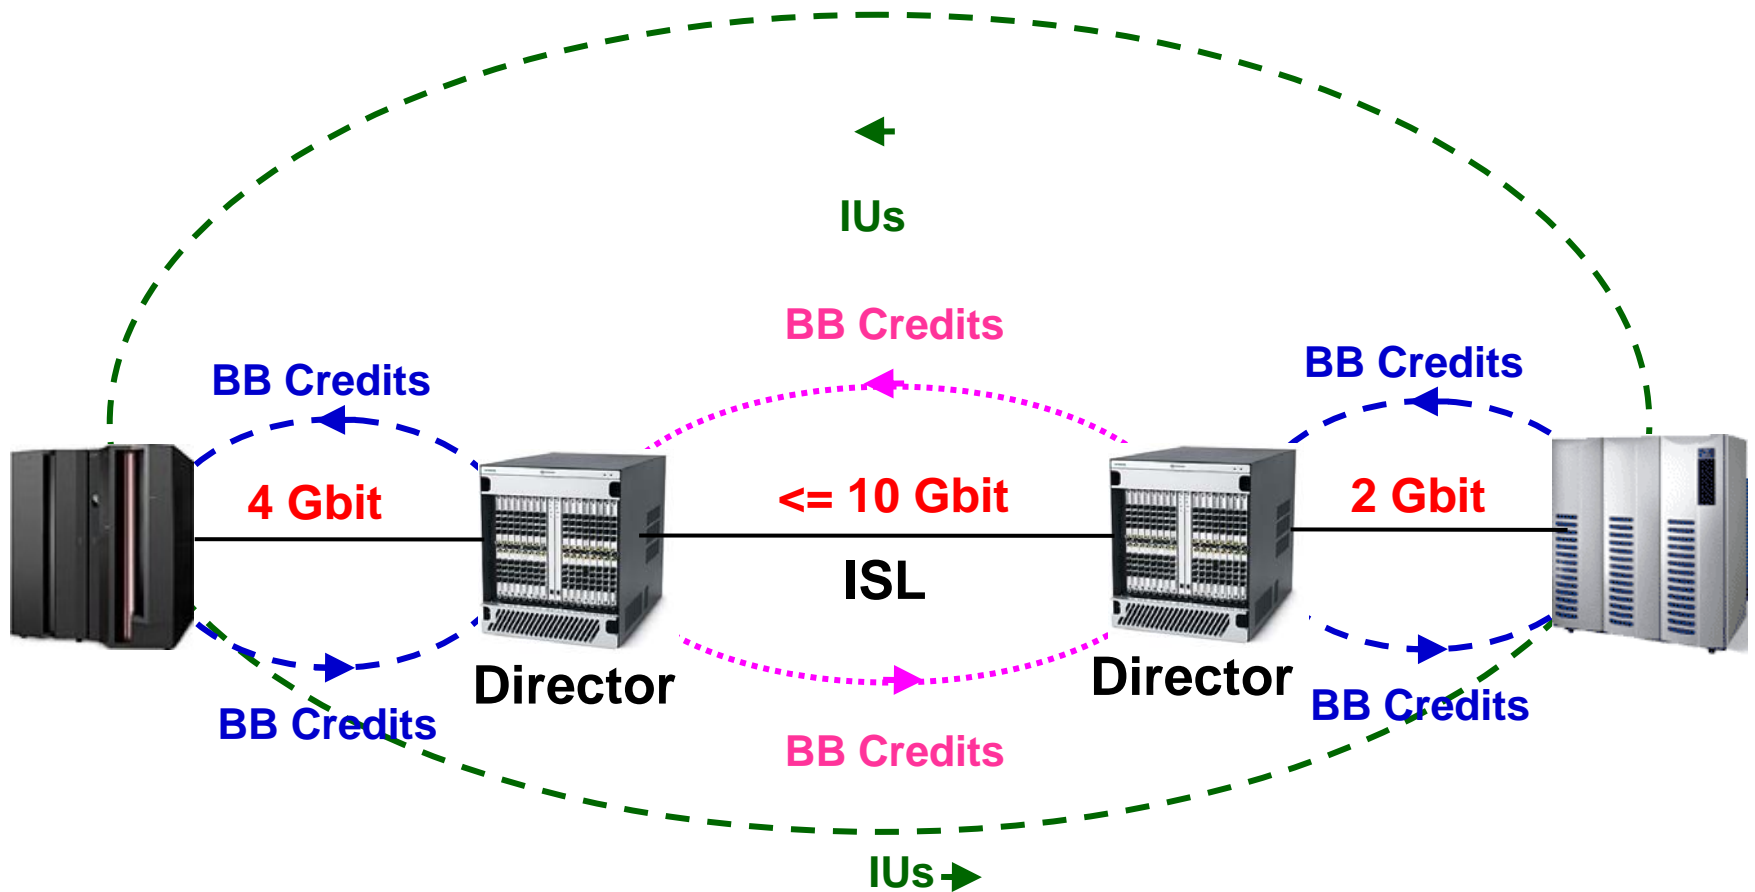 IUs
BB Credits
BB Credits
BB Credits
4 Gbit
<= 10 Gbit
2 Gbit
ISL
Director
Director
BB Credits
BB Credits
BB Credits
IUs